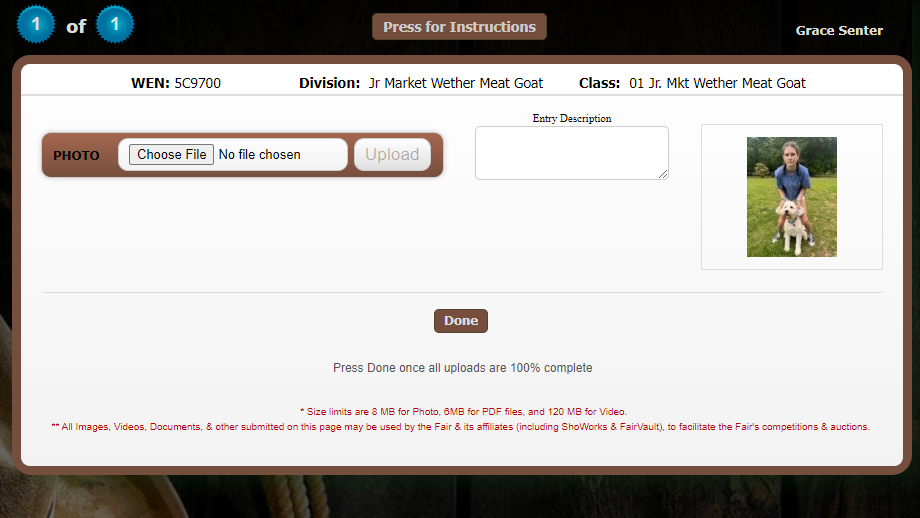 1 of 1
Press for Instructions
Grace Senter
WEN: 5C9700 Division: Jr Market Wether Meat Goat Class: 01 Jr. Mkt Wether Meat Goat
Entry Description
PHOTO Choose File No file chosen Upload
Done
Press Done once all uploads are 100% complete
* Size limits are 8 MB for Photo, 6MB for PDF files, and 120 MB for Video.
** All Images, Videos, Documents, & other submitted on this page may be used by the Fair & its affiliates (including ShoWorks & FairVault), to facilitate the Fair's competitions & auctions.